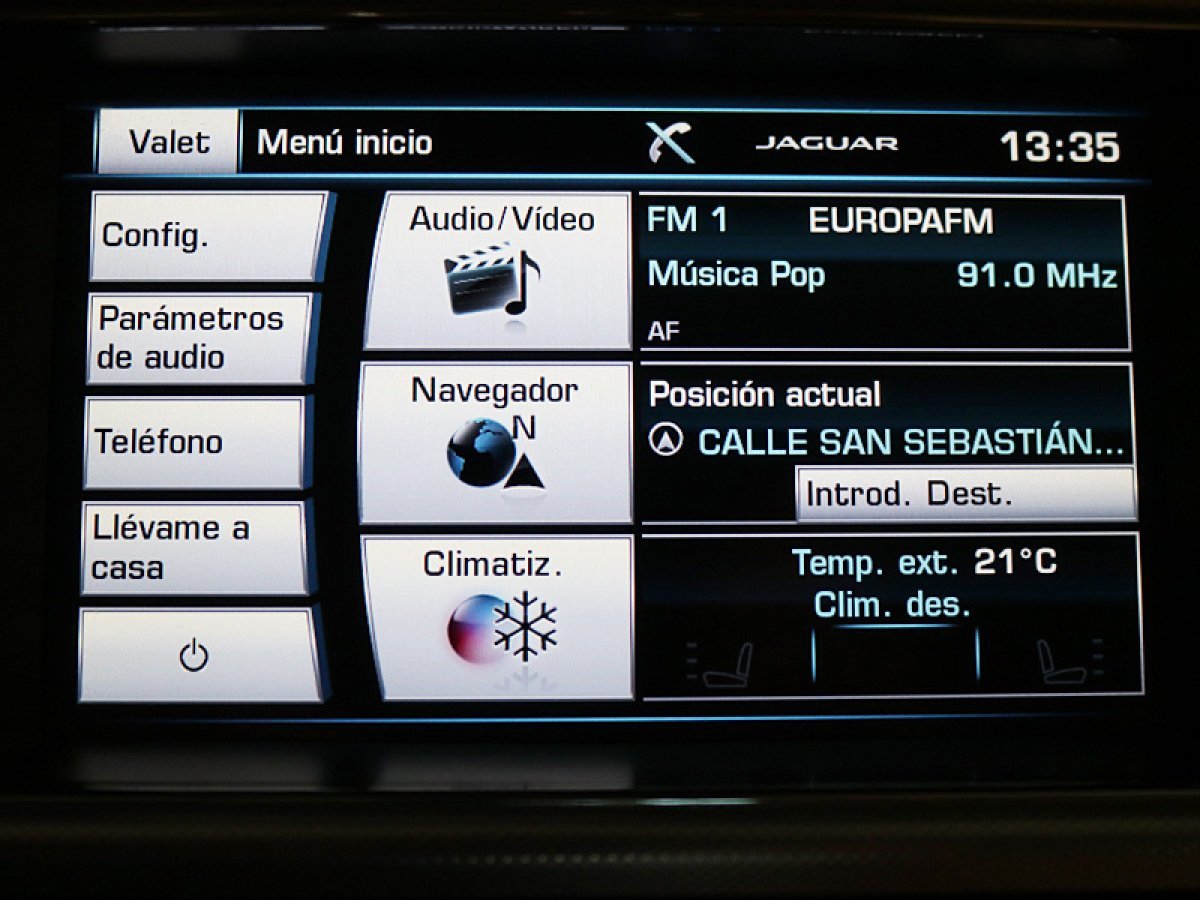 Valet
Menú inicio
JAGUAR
13:35
Config.
Parámetros
de audio
Teléfono
Llévame a
casa
Audio/Vídeo
Navegador
N
Climatiz.
FM 1 EUROPAFM
Música Pop 91.0 MHz
AF
Posición actual
CALLE SAN SEBASTIÁN...
Introd. Dest.
Temp. ext. 21°C
Clim. des.